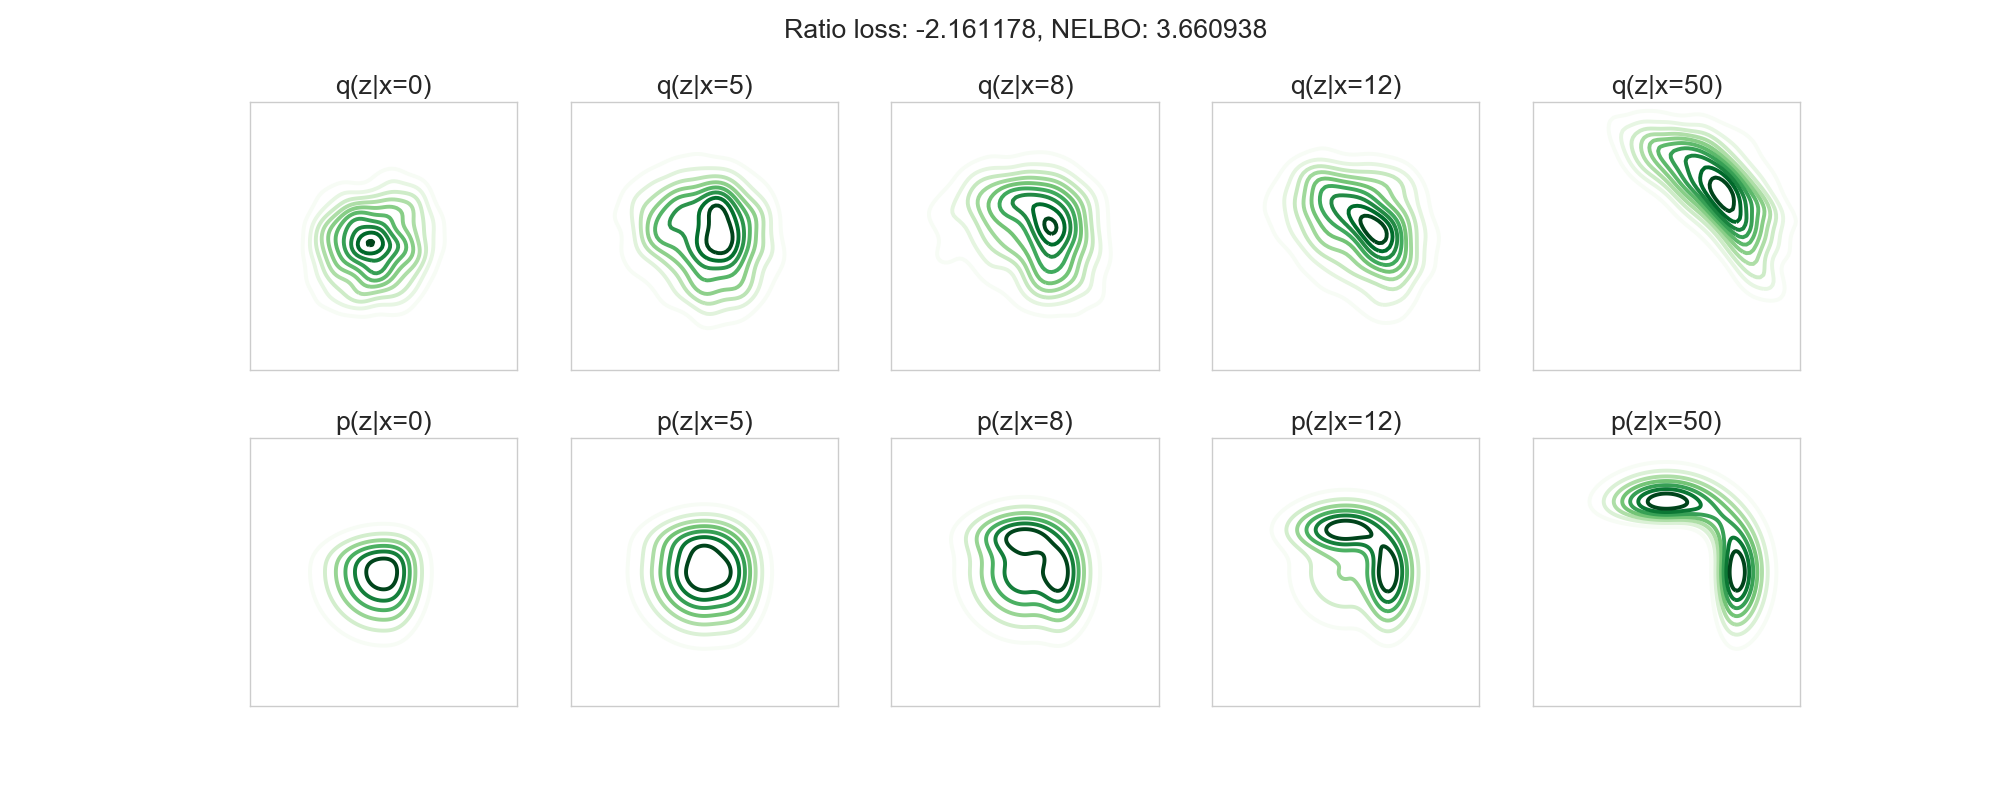 Ratio loss: -2.161178, NELBO: 3.660938
q(z|x=0) q(z|x=5) q(z|x=8) q(z|x=12) q(z|x=50)
p(z|x=0) p(z|x=5) p(z|x=8) p(z|x=12) p(z|x=50)